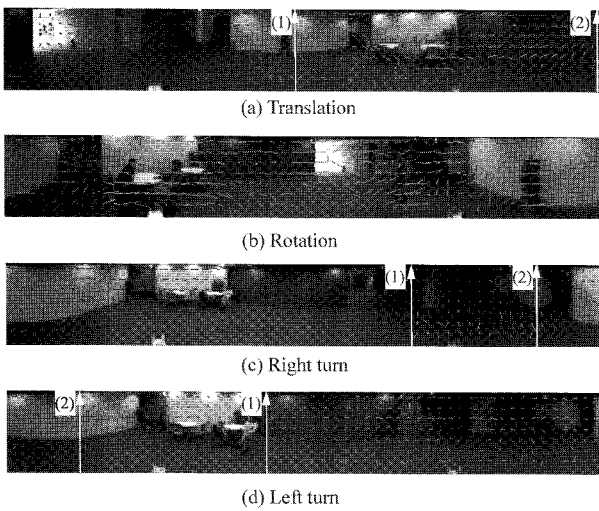 (1) (2)
(a) Translation
(b) Rotation
(1) (2)
(c) Right turn
(2) (1)
(d) Left turn